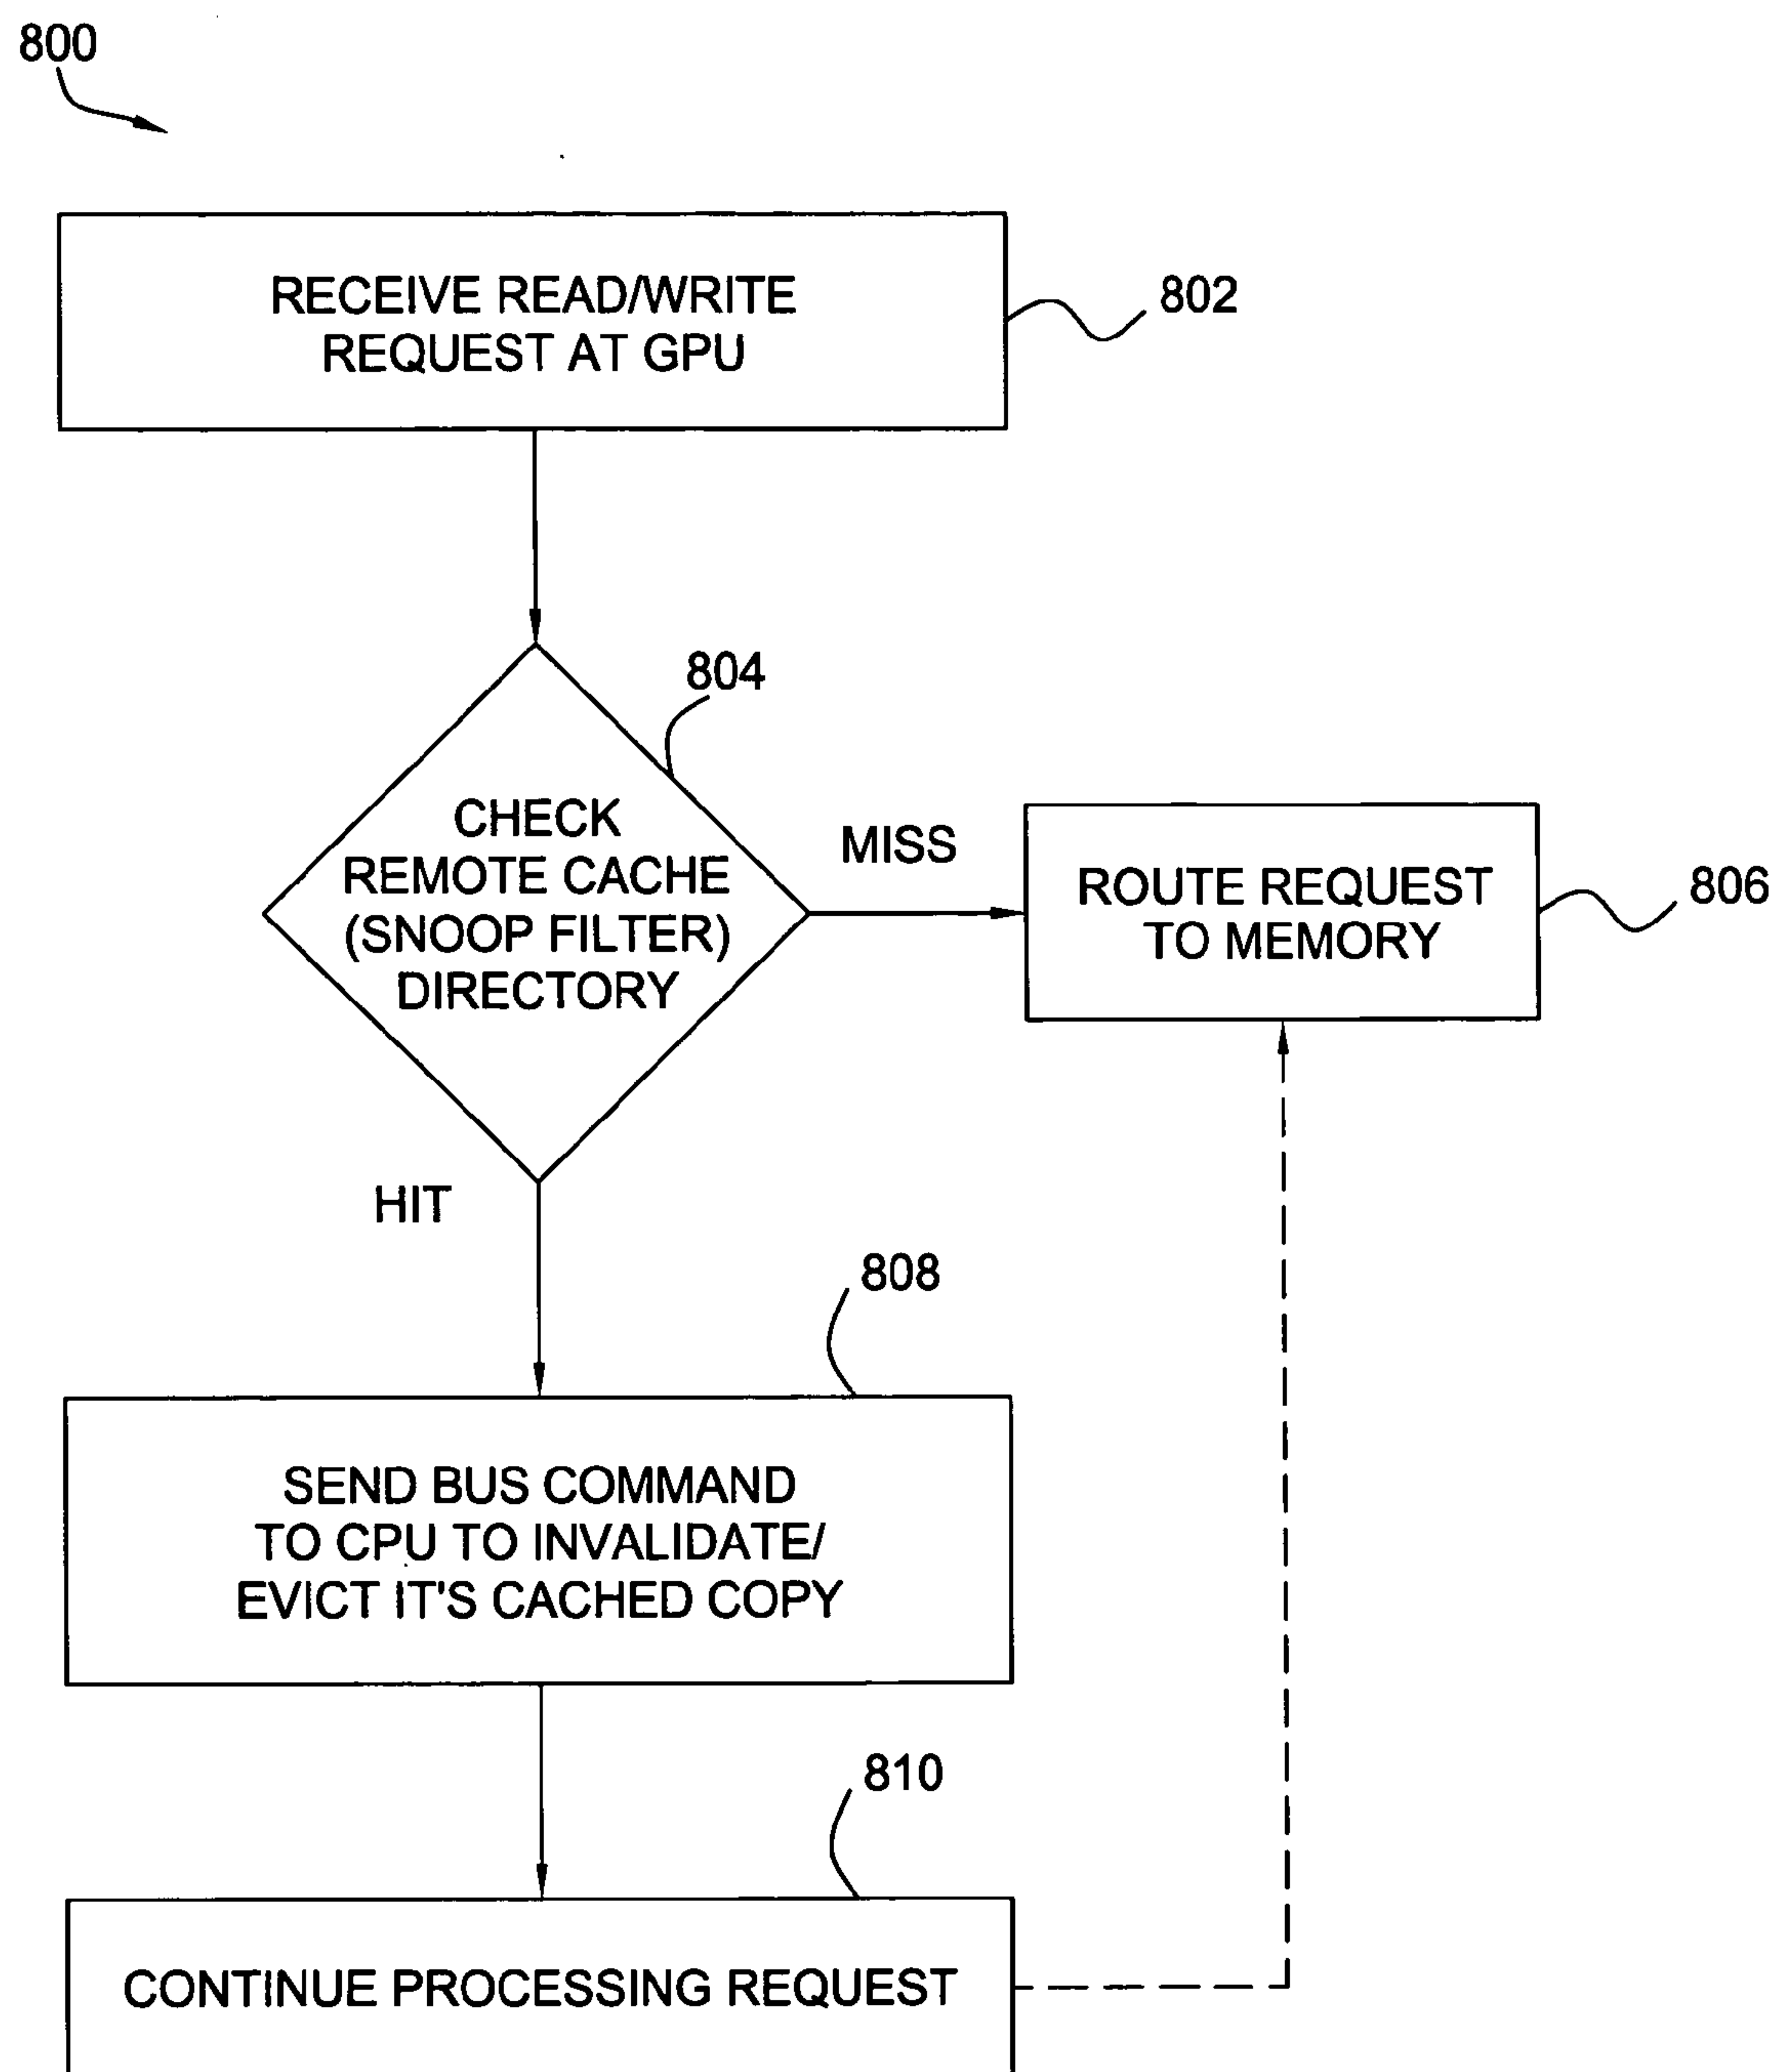 800
RECEIVE READ/WRITE
REQUEST AT GPU
802
804
CHECK
REMOTE CACHE
(SNOOP FILTER)
DIRECTORY
MISS
ROUTE REQUEST
TO MEMORY
806
HIT
808
SEND BUS COMMAND
TO CPU TO INVALIDATE/
EVICT IT'S CACHED COPY
810
CONTINUE PROCESSING REQUEST